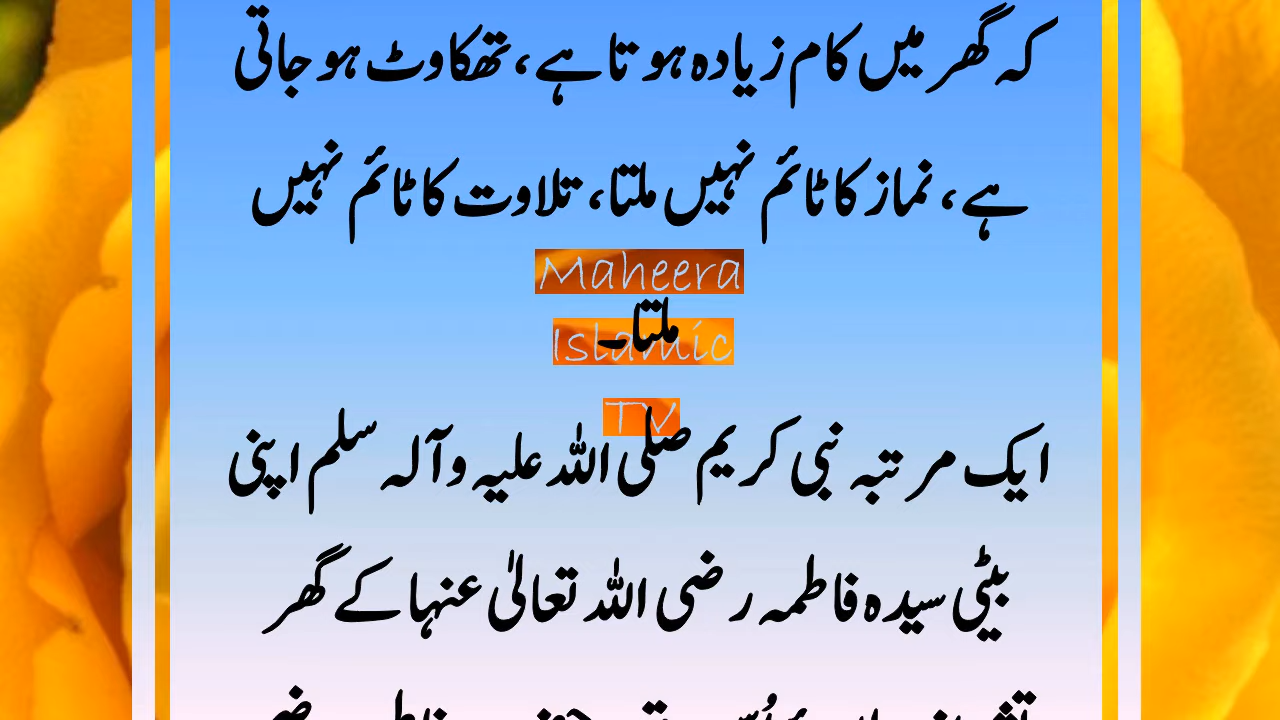 کہ گھر میں کام زیادہ ہوتا ہے، تھکاوٹ ہو جاتی
ہے، نماز کا ٹائم نہیں ملتا، تلاوت کا ٹائم نہیں
Maheera
ملتا۔
Islamic
TV
ایک مرتبہ نبی کریم صلی اللہ علیہ وآلہ سلم اپنی
بیٹی سیدہ فاطمہ رضی اللہ تعالیٰ عنہا کے گھر